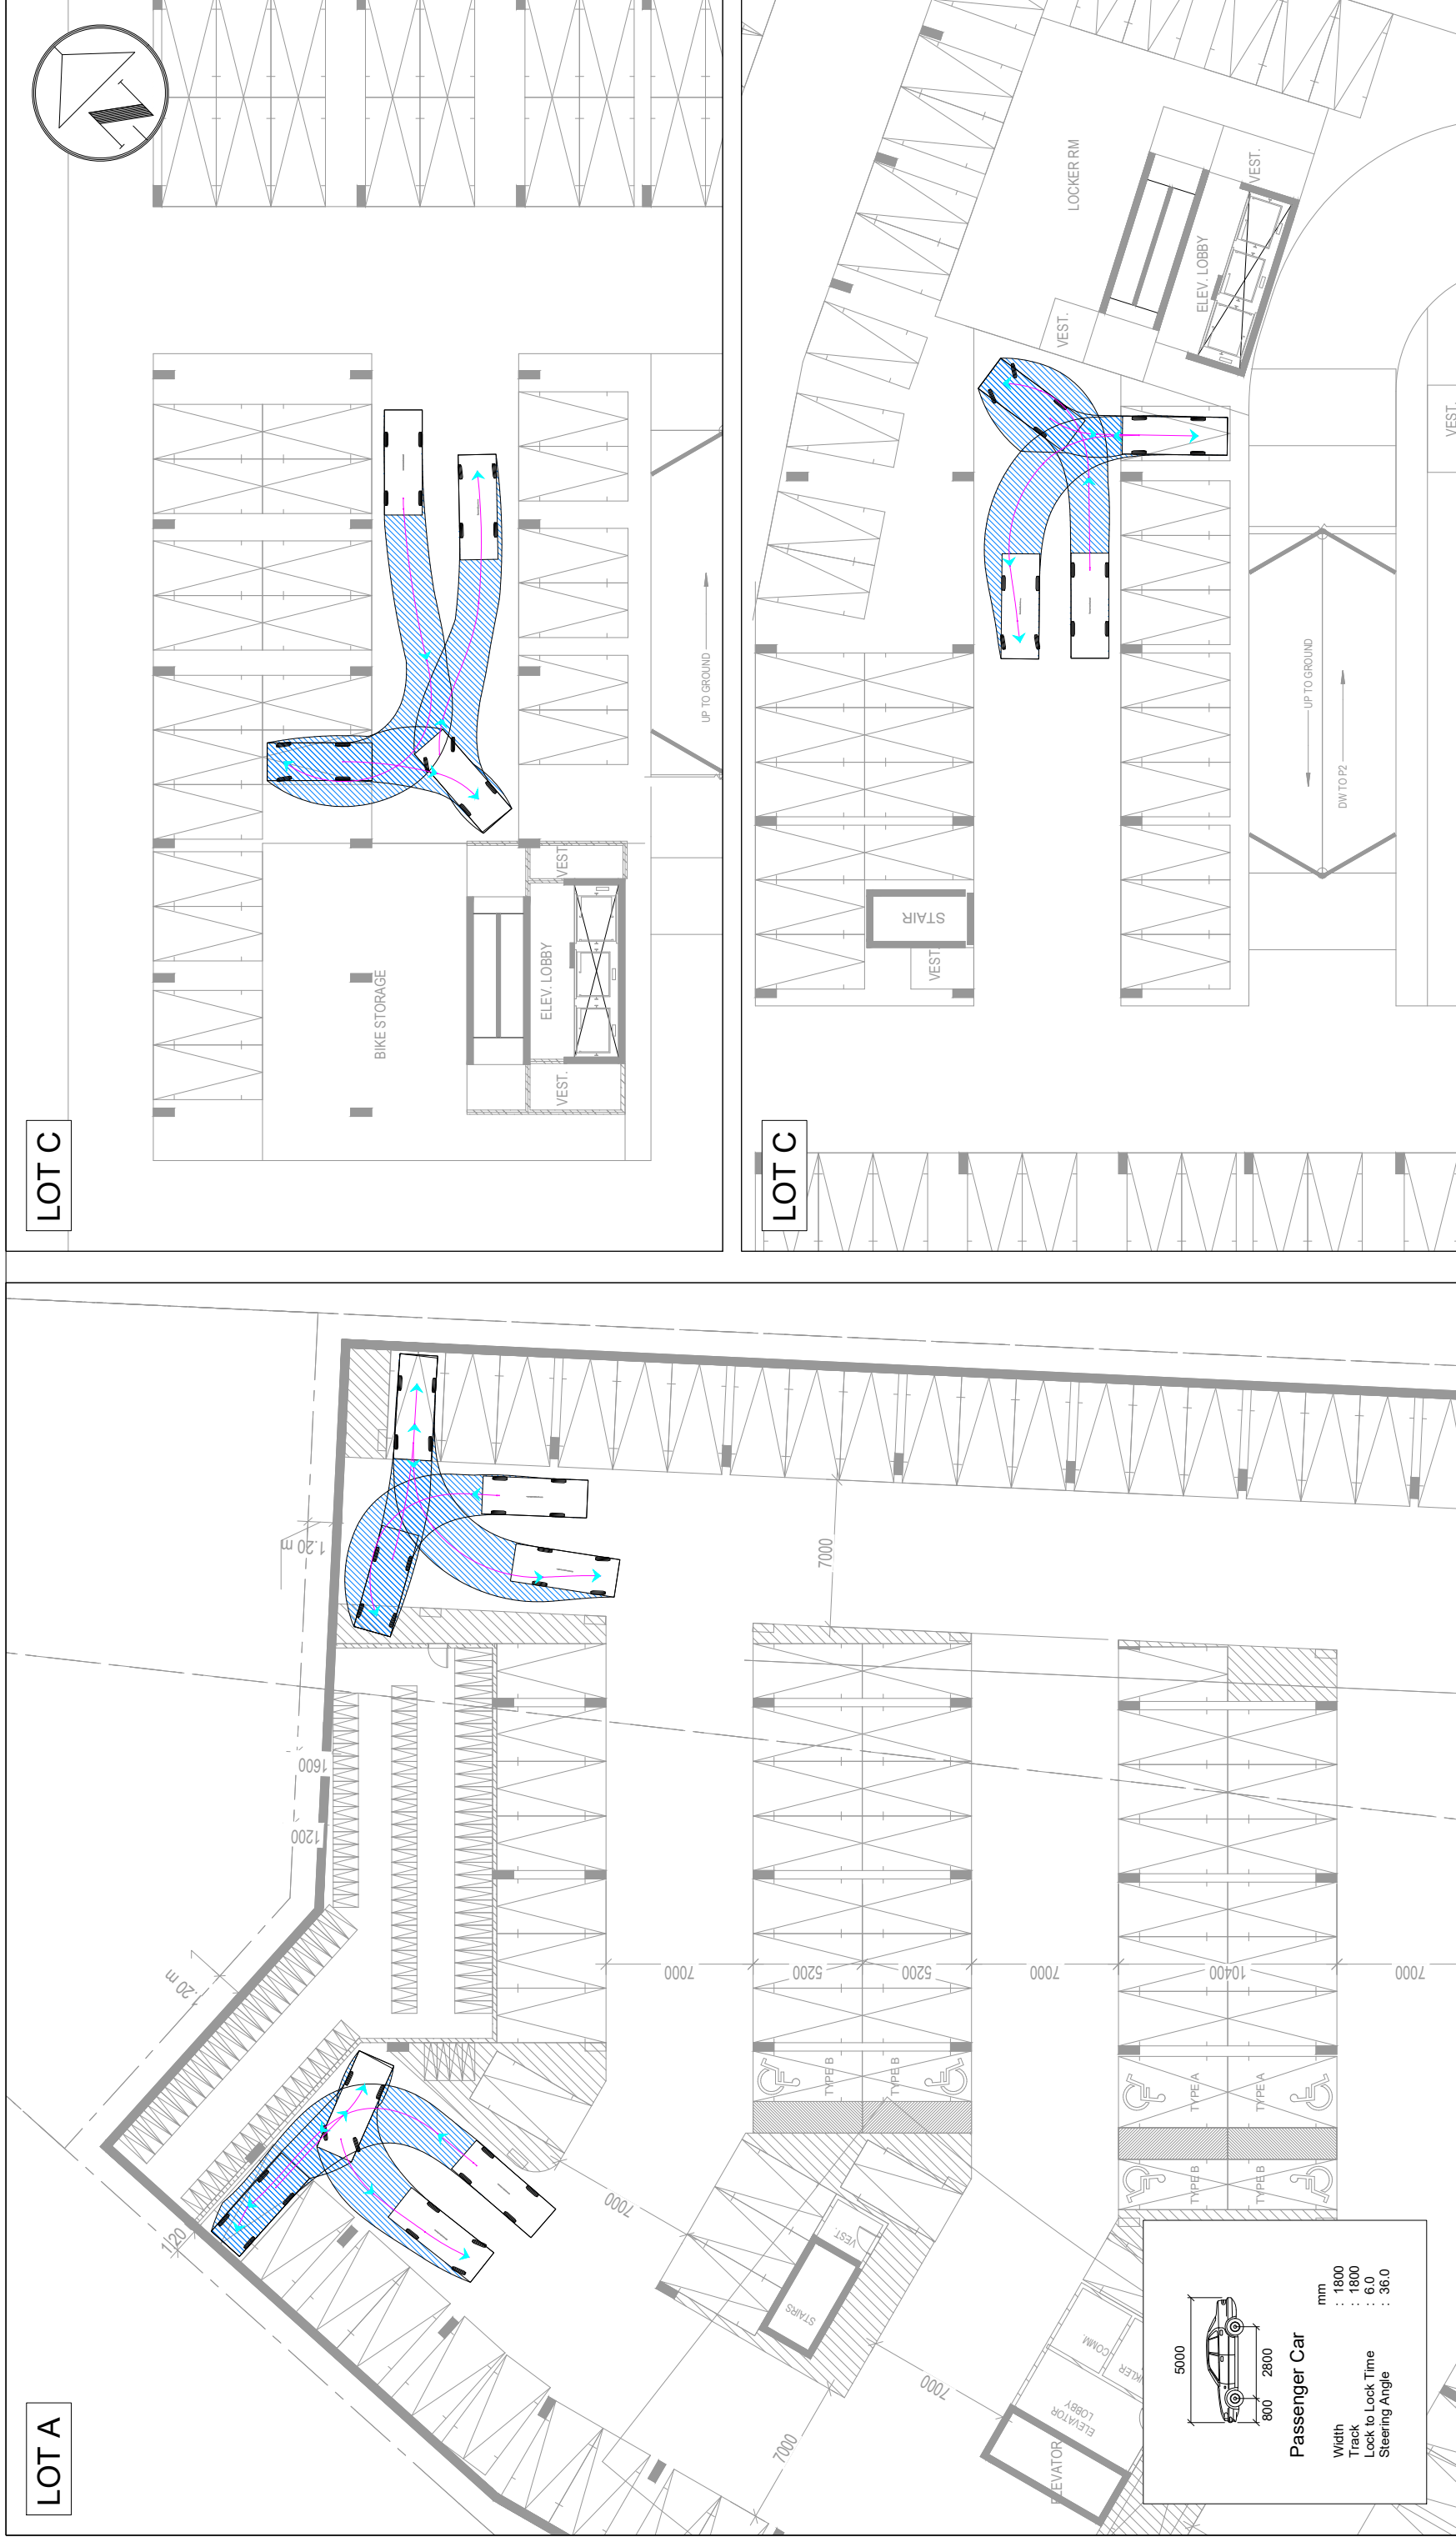 LOT C
BIKE STORAGE
ELEV. LOBBY
VEST.
VEST.
UP TO GROUND
LOT C
LOCKER RM
VEST.
ELEV. LOBBY
VEST.
STAIR
VEST.
UP TO GROUND
DW TO P2
VEST.
LOT A
1.20 m
1600
1200
1.20 m
1.20
7000
7000
5200
5200
7000
10400
7000
TYPE B
TYPE B
TYPE A
TYPE A
TYPE B
TYPE B
7000
VEST.
STAIRS
7000
7000
COMM.
ELEVATOR
LOBBY
ELEVATOR
5000
800
2800
Passenger Car
mm
Width : 1800
Track : 1800
Lock to Lock Time : 6.0
Steering Angle : 36.0